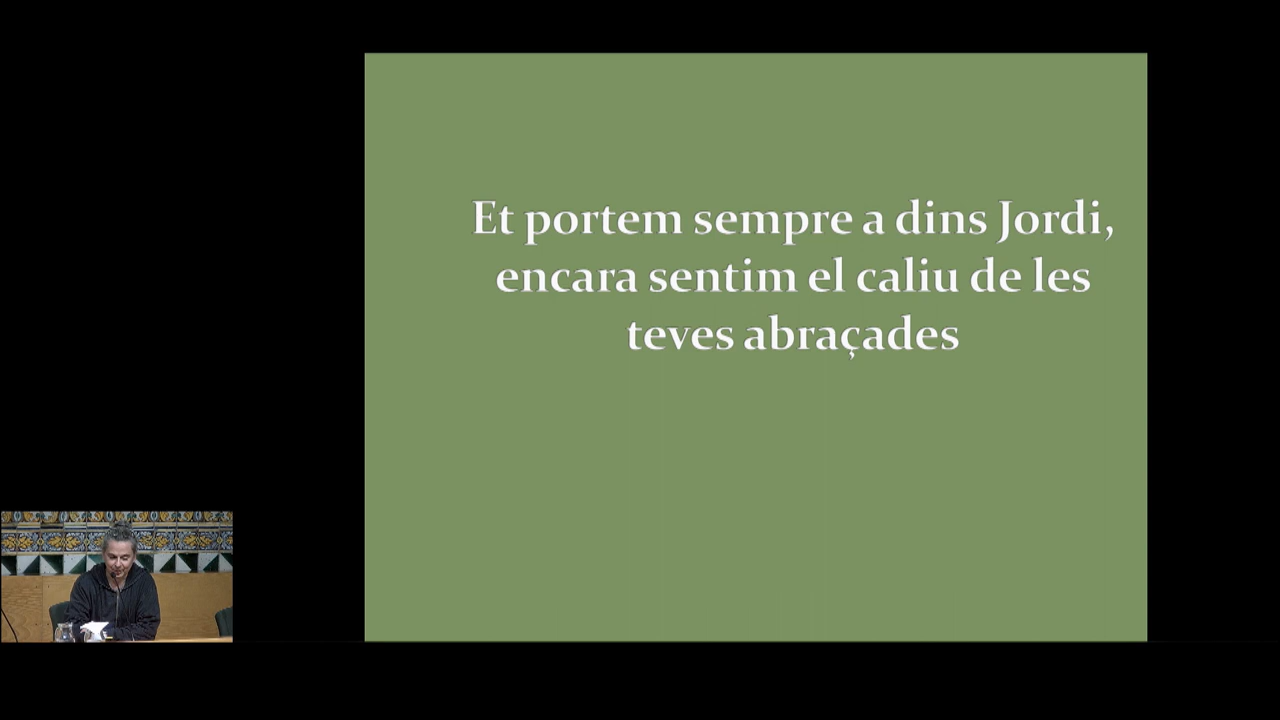 Et portem sempre a dins Jordi,
encara sentim el caliu de les
teves abraçades